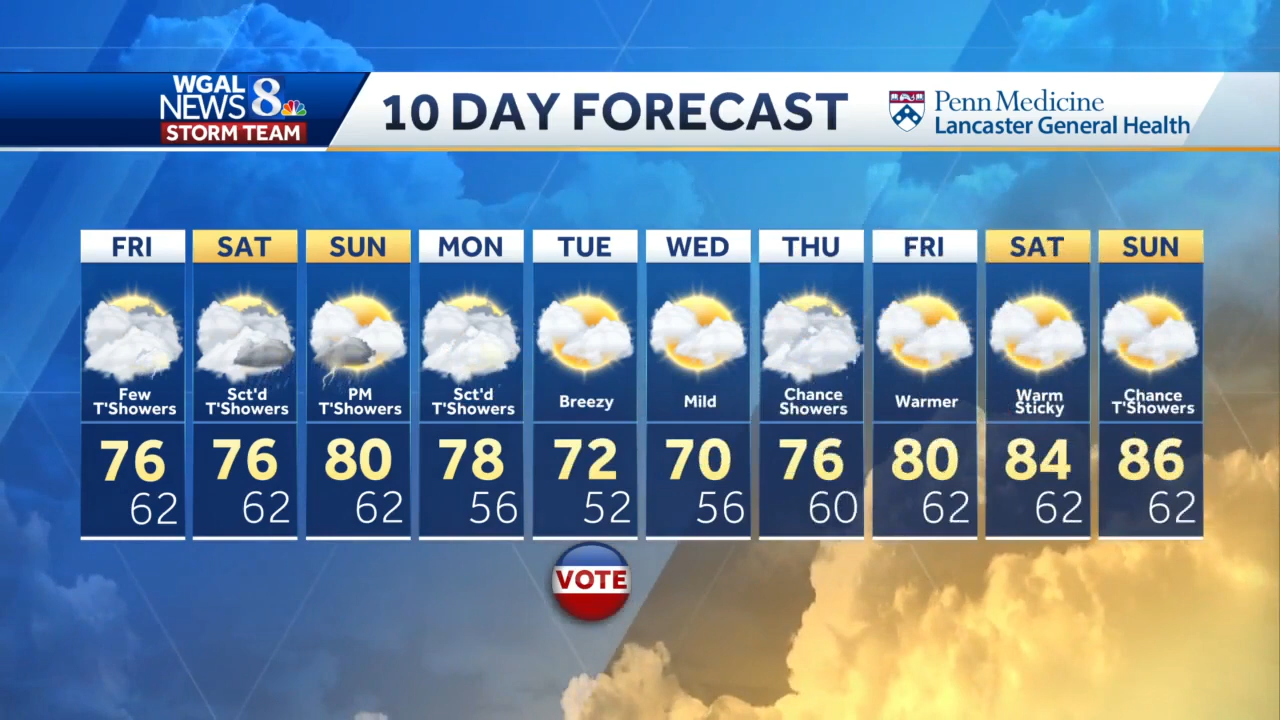 WGAL
NEWS 8
STORM TEAM
10 DAY FORECAST
Penn Medicine
Lancaster General Health
FRI SAT SUN MON TUE WED THU FRI SAT SUN
Few Sct'd PM Sct'd Breezy Mild Chance Warmer Warm Chance
T'Showers T'Showers T'Showers T'Showers Showers Sticky T'Showers
76 76 80 78 72 70 76 80 84 86
62 62 62 56 52 56 60 62 62 62
VOTE